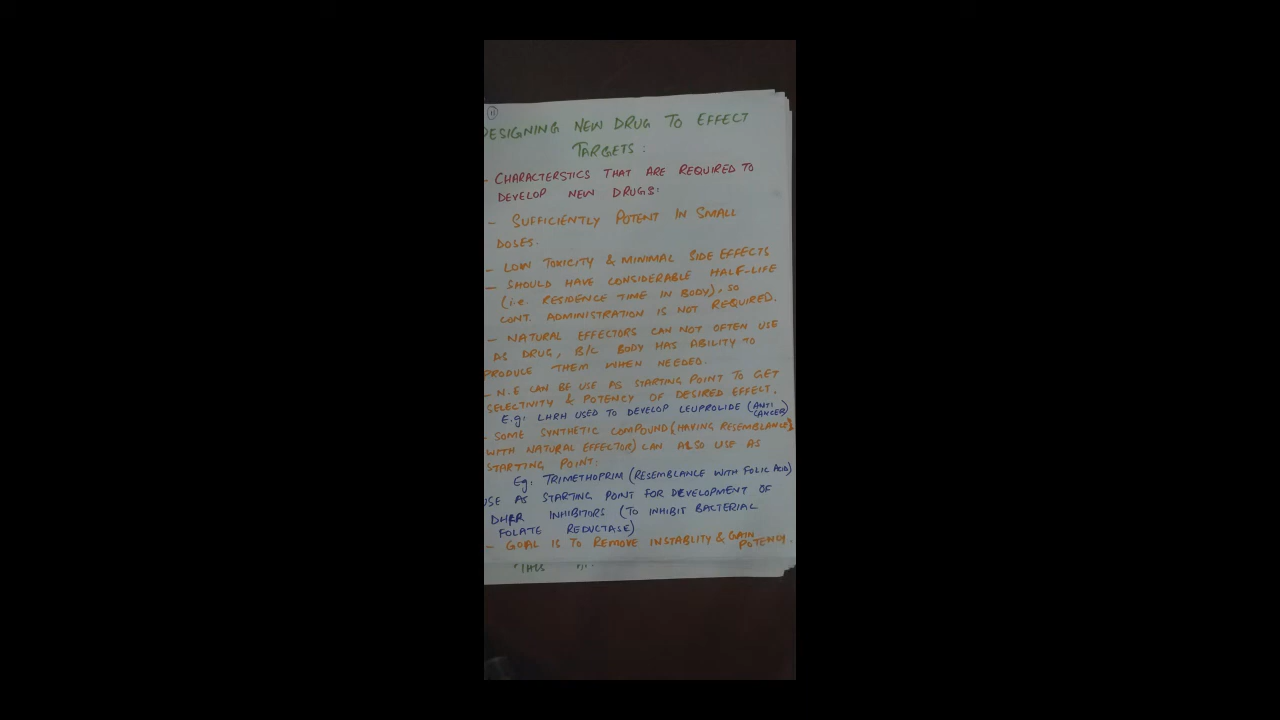 DESIGNING NEW DRUG TO EFFECT
TARGETS:
- CHARACTERSTICS THAT ARE REQUIRED TO
DEVELOP NEW DRUGS:
- SUFFICIENTLY POTENT IN SMALL
DOSES.
- LOW TOXICITY & MINIMAL SIDE EFFECTS
- SHOULD HAVE CONSIDERABLE HALF-LIFE
(i.e. RESIDENCE TIME IN BODY), SO
CONT. ADMINISTRATION IS NOT REQUIRED.
- NATURAL EFFECTORS CAN NOT OFTEN USE
AS DRUG, B/C BODY HAS ABILITY TO
PRODUCE THEM WHEN NEEDED.
- N.E CAN BE USE AS STARTING POINT TO GET
SELECTIVITY & POTENCY OF DESIRED EFFECT.
E.g: LHRH USED TO DEVELOP LEUPROLIDE (ANTI CANCER)
- SOME SYNTHETIC COMPOUND (HAVING RESEMBLANCE
WITH NATURAL EFFECTOR) CAN ALSO USE AS
STARTING POINT:
Eg: TRIMETHOPRIM (RESEMBLANCE WITH FOLIC ACID)
USE AS STARTING POINT FOR DEVELOPMENT OF
INHIBITORS (TO INHIBIT BACTERIAL
FOLATE REDUCTASE)
- GOAL IS TO REMOVE INSTABLITY & GAIN POTENCY.